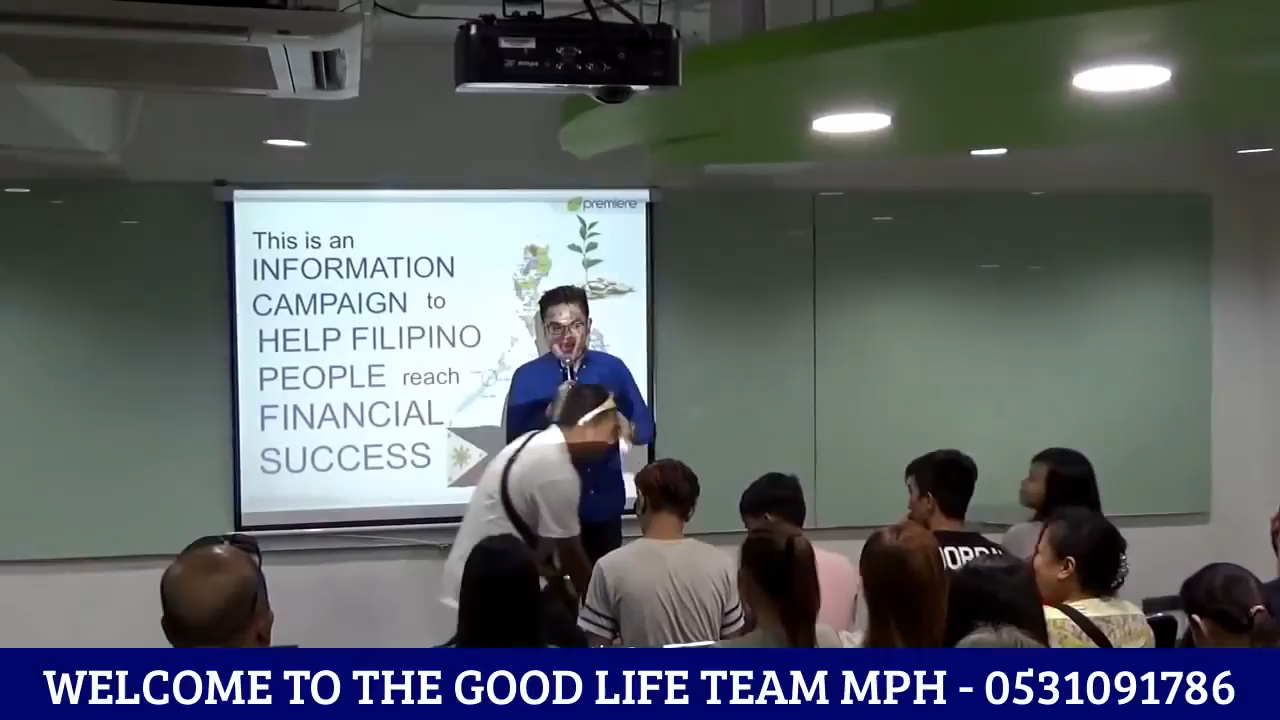 premiere
This is an
INFORMATION
CAMPAIGN to
HELP FILIPINO
PEOPLE reach
FINANCIAL
SUCCESS
WELCOME TO THE GOOD LIFE TEAM MPH - 0531091786